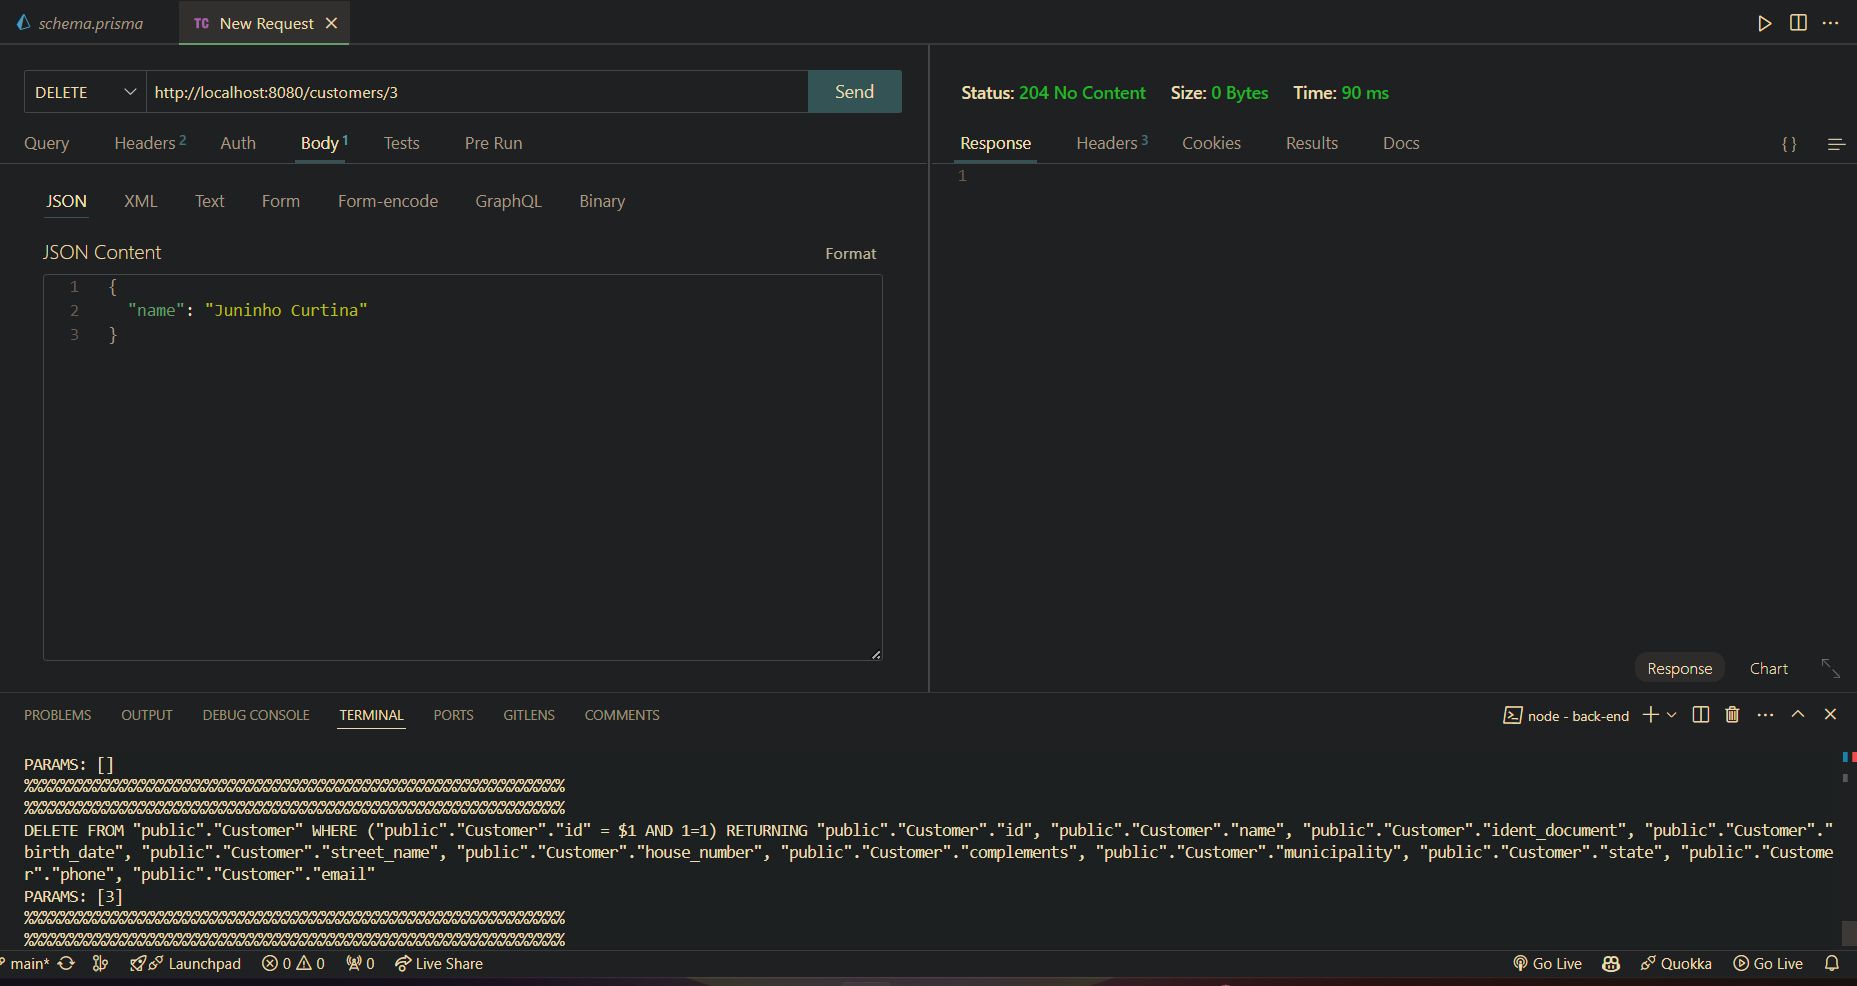 schema.prisma
TC New Request
DELETE
http://localhost:8080/customers/3
Send
Query
Headers 2
Auth
Body 1
Tests
Pre Run
JSON
XML
Text
Form
Form-encode
GraphQL
Binary
JSON Content
Format
1 {
2 "name": "Juninho Curtina"
3 }
Status: 204 No Content Size: 0 Bytes Time: 90 ms
Response
Headers 3
Cookies
Results
Docs
{}
1
Response
Chart
PROBLEMS
OUTPUT
DEBUG CONSOLE
TERMINAL
PORTS
GITLENS
COMMENTS
node - back-end
PARAMS: []
DELETE FROM "public"."Customer" WHERE ("public"."Customer"."id" = $1 AND 1=1) RETURNING "public"."Customer"."id", "public"."Customer"."name", "public"."Customer"."ident_document", "public"."Customer"."
birth_date", "public"."Customer"."street_name", "public"."Customer"."house_number", "public"."Customer"."complements", "public"."Customer"."municipality", "public"."Customer"."state", "public"."Custome
r"."phone", "public"."Customer"."email"
PARAMS: [3]
main*
Launchpad
0
0
0
Live Share
Go Live
Quokka
Go Live